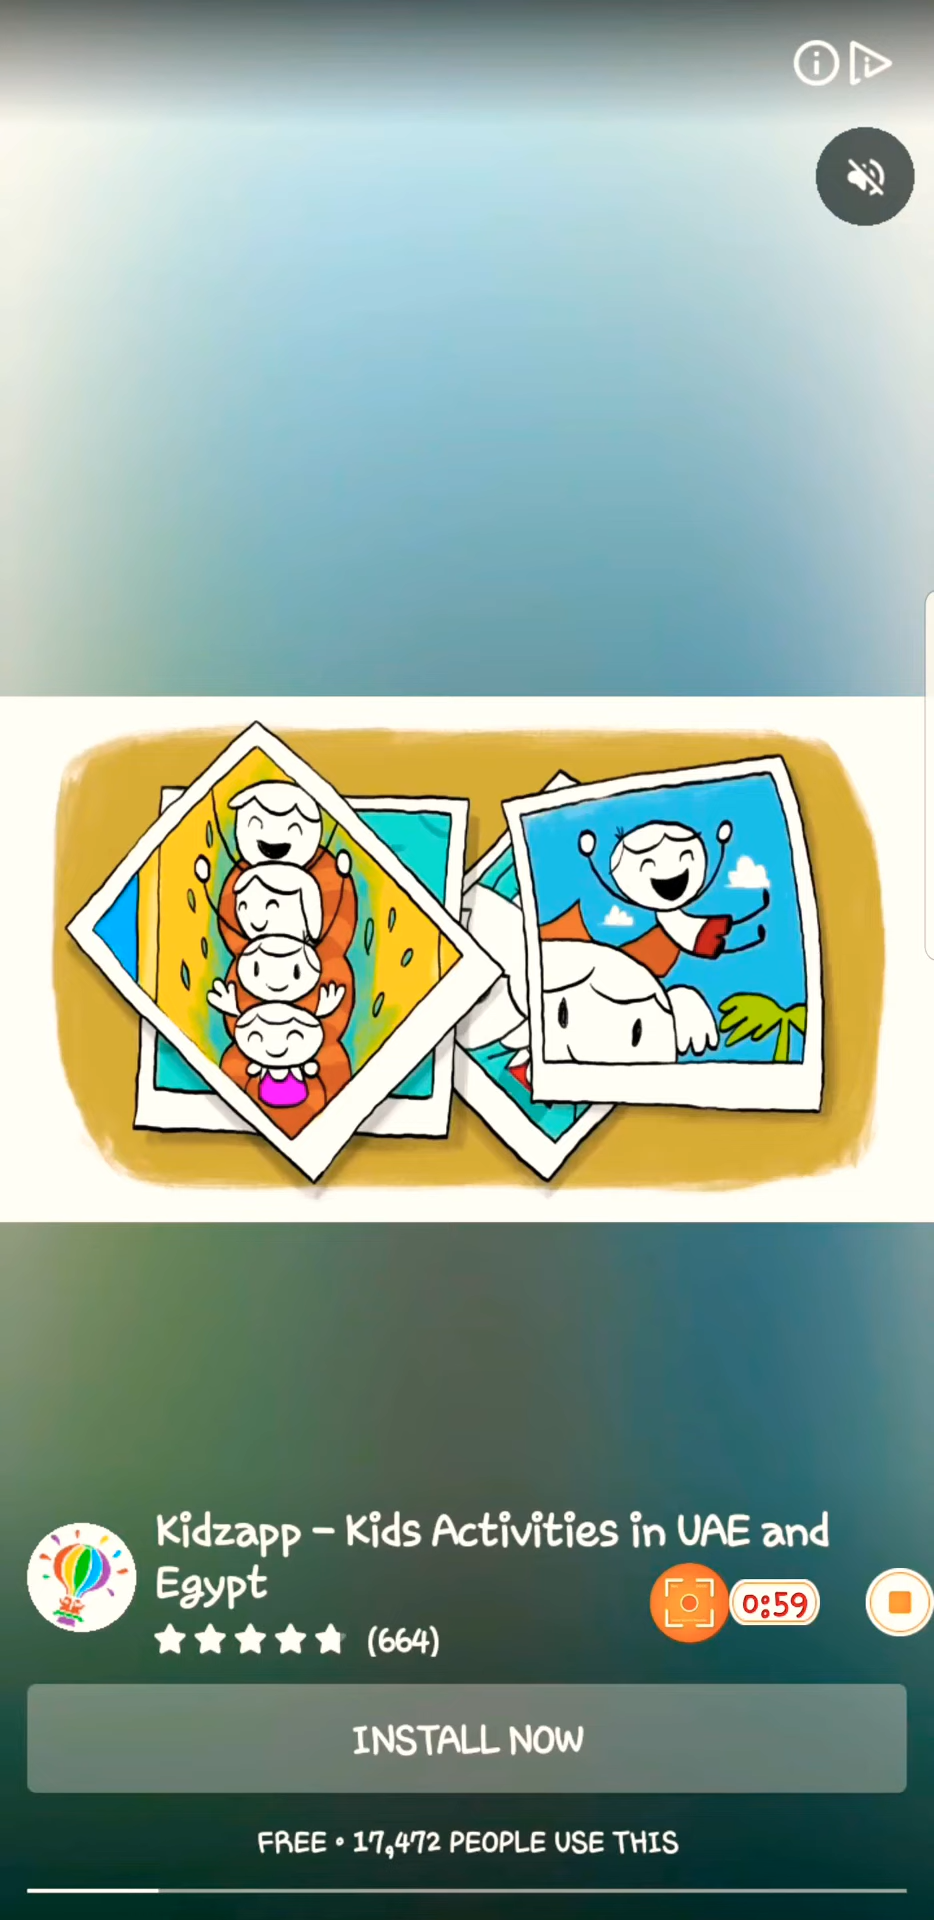 Kidzapp – Kids Activities in UAE and
Egypt
(664)
0:59
INSTALL NOW
FREE • 17,472 PEOPLE USE THIS